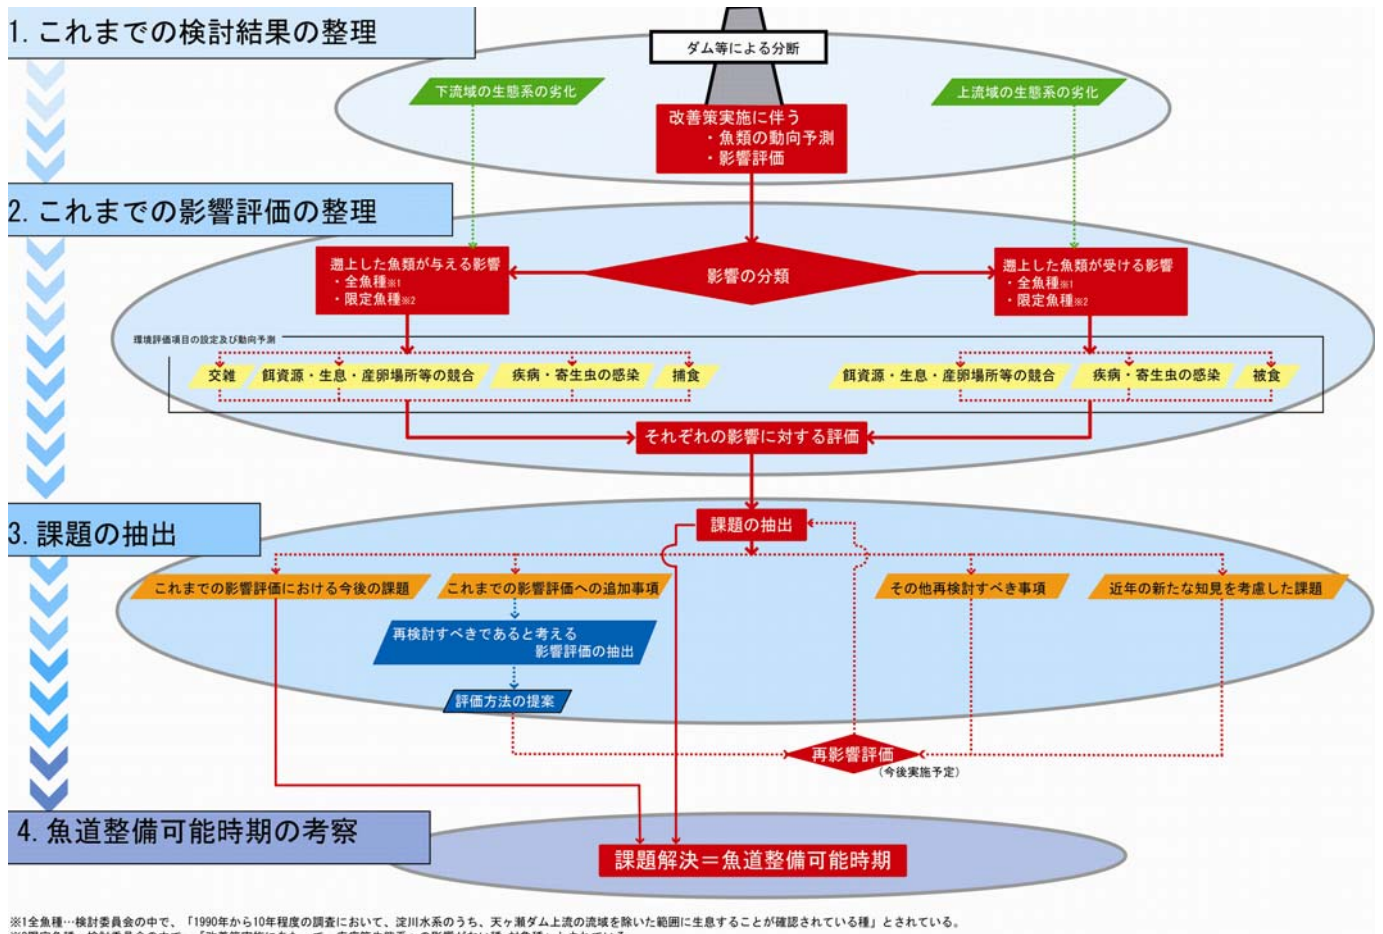 1. これまでの検討結果の整理
ダム等による分断
下流域の生態系の劣化
上流域の生態系の劣化
改善策実施に伴う
・魚類の動向予測
・影響評価
2. これまでの影響評価の整理
遡上した魚類が与える影響
・全魚種※1
・限定魚種※2
影響の分類
遡上した魚類が受ける影響
・全魚種※1
・限定魚種※2
環境評価項目の設定及び動向予測
交雑
餌資源・生息・産卵場所等の競合
疾病・寄生虫の感染
捕食
餌資源・生息・産卵場所等の競合
疾病・寄生虫の感染
被食
それぞれの影響に対する評価
3. 課題の抽出
課題の抽出
これまでの影響評価における今後の課題
これまでの影響評価への追加事項
その他再検討すべき事項
近年の新たな知見を考慮した課題
再検討すべきであると考える
影響評価の抽出
評価方法の提案
再影響評価
(今後実施予定)
4. 魚道整備可能時期の考察
課題解決＝魚道整備可能時期
※1全魚種…検討委員会の中で、「1990年から10年程度の調査において、淀川水系のうち、天ヶ瀬ダム上流の流域を除いた範囲に生息することが確認されている種」とされている。